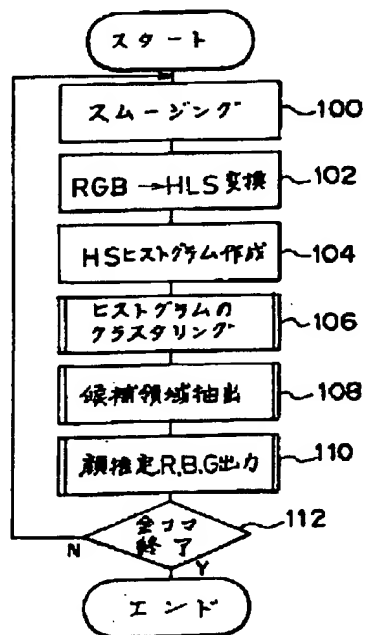 スタート
スムージング
100
RGB→HLS変換
102
HSヒストグラム作成
104
ヒストグラムの
クラスタリング
106
候補領域抽出
108
顔推定R.B.G出力
110
全コマ
終了
112
N
Y
エンド